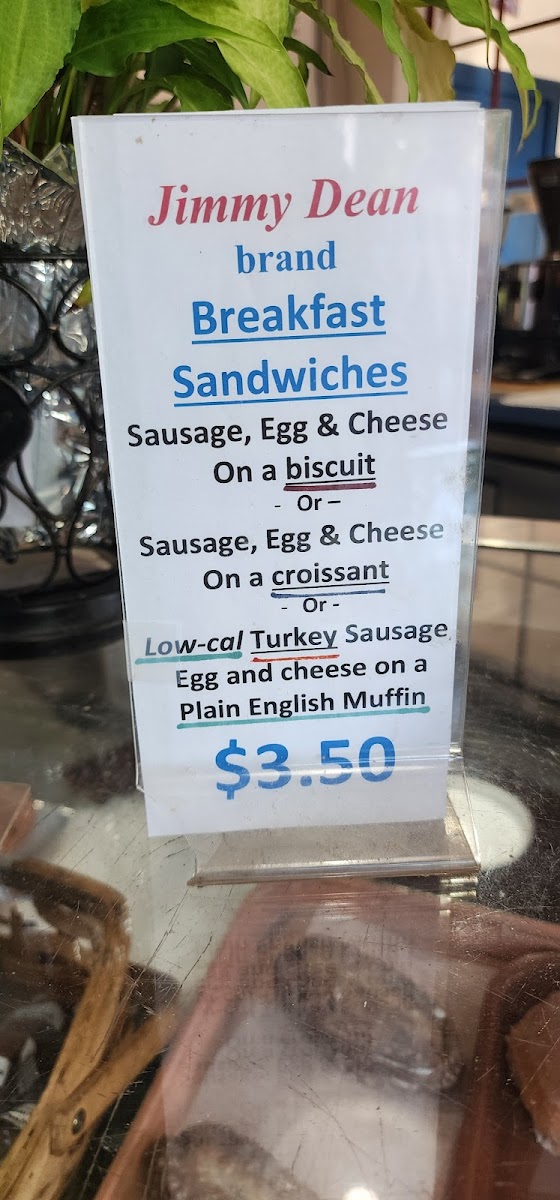 Jimmy Dean
brand
Breakfast
Sandwiches
Sausage, Egg & Cheese
On a biscuit
- Or –
Sausage, Egg & Cheese
On a croissant
- Or -
Low-cal Turkey Sausage
Egg and cheese on a
Plain English Muffin
$3.50